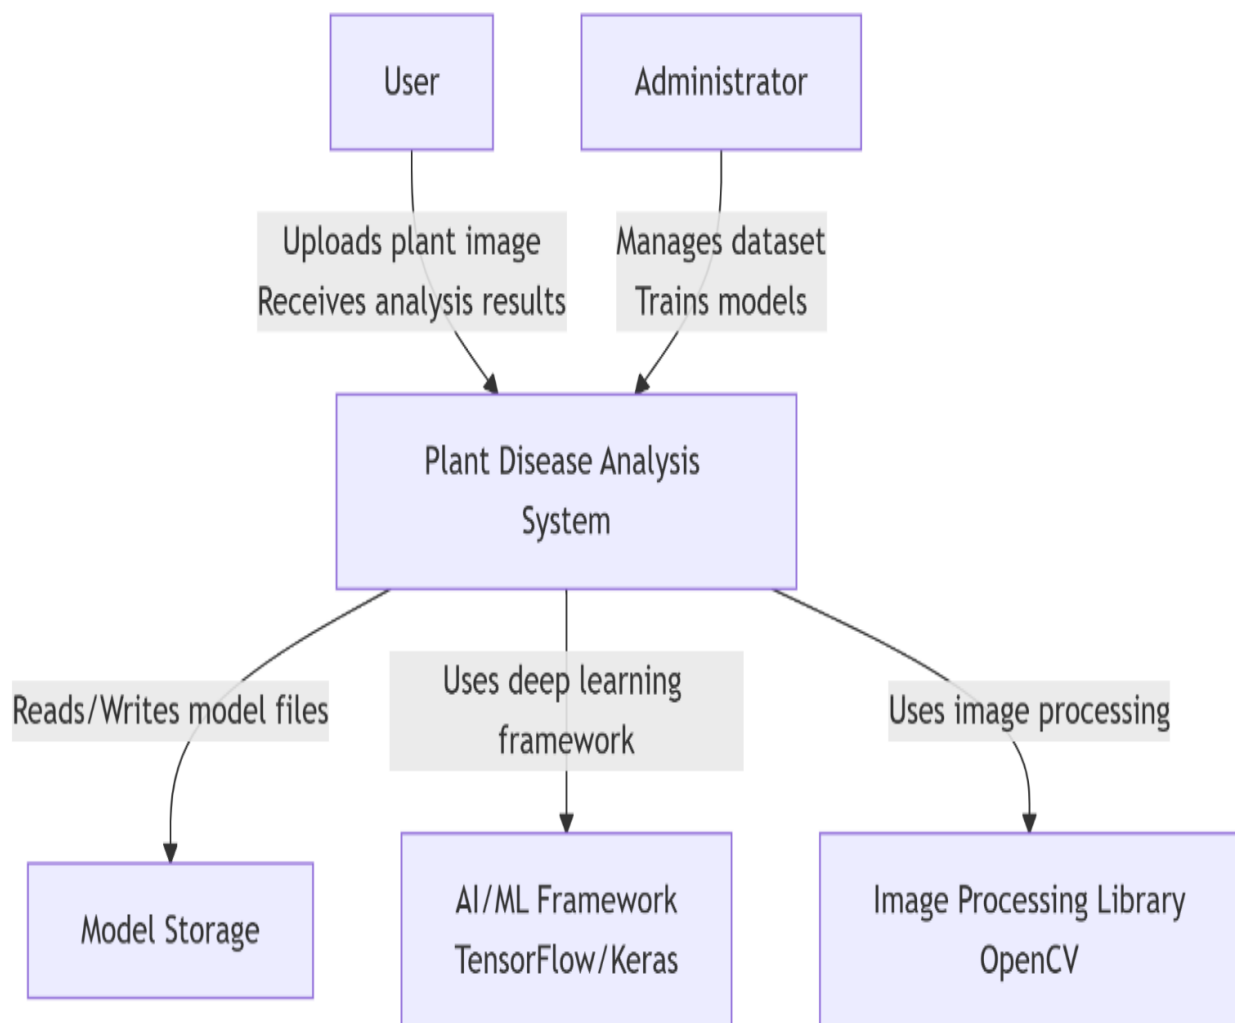 User
Administrator
Uploads plant image
Receives analysis results
Manages dataset
Trains models
Plant Disease Analysis
System
Reads/Writes model files
Uses deep learning
framework
Uses image processing
Model Storage
AI/ML Framework
TensorFlow/Keras
Image Processing Library
OpenCV